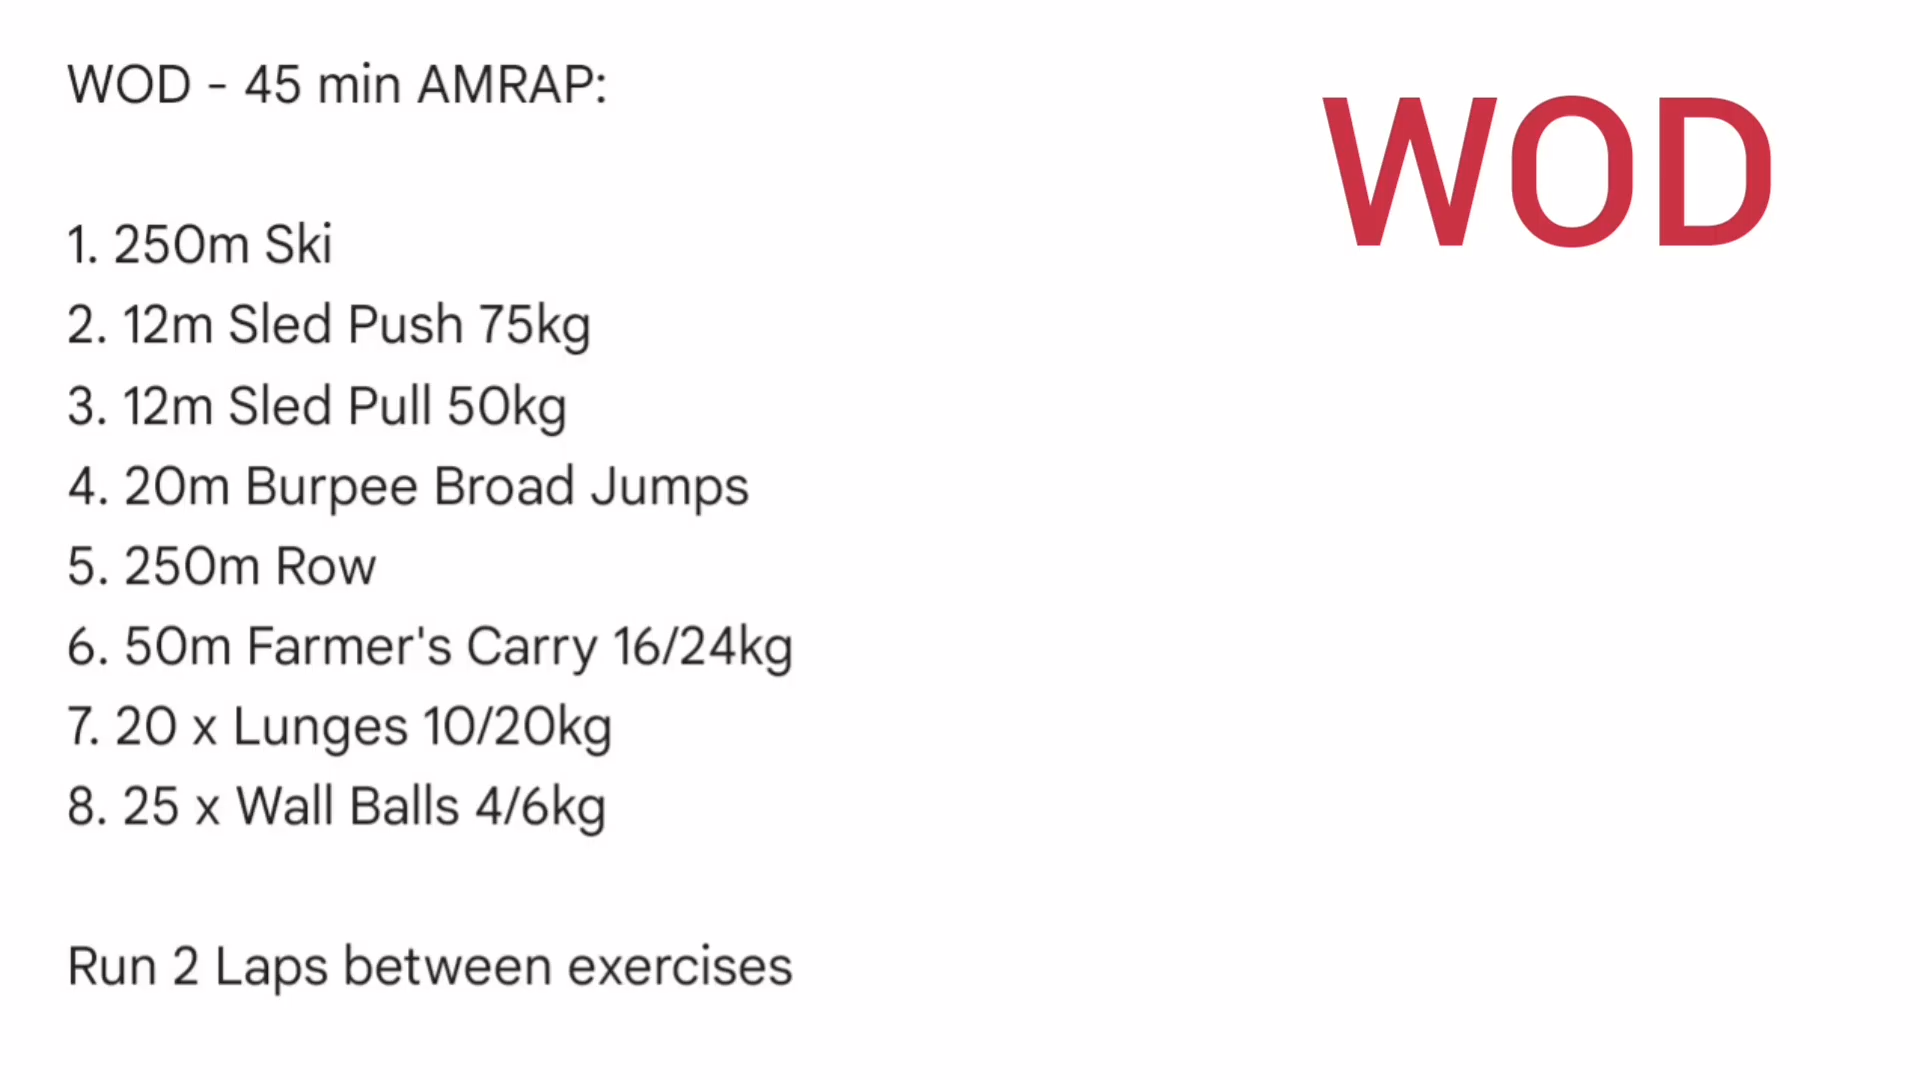 WOD - 45 min AMRAP:
WOD
1. 250m Ski
2. 12m Sled Push 75kg
3. 12m Sled Pull 50kg
4. 20m Burpee Broad Jumps
5. 250m Row
6. 50m Farmer's Carry 16/24kg
7. 20 x Lunges 10/20kg
8. 25 x Wall Balls 4/6kg
Run 2 Laps between exercises